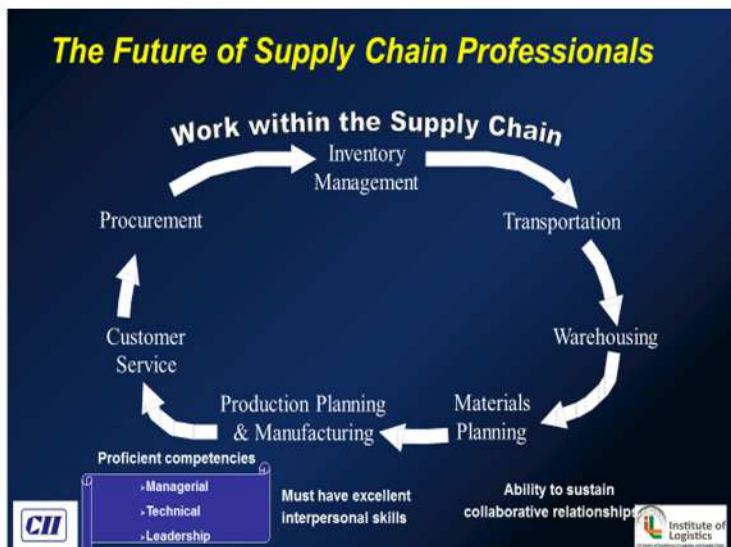 The Future of Supply Chain Professionals
Work within the Supply Chain
Inventory
Management
Procurement
Transportation
Customer
Service
Warehousing
Production Planning
& Manufacturing
Materials
Planning
Proficient competencies
➢Managerial
➢Technical
➢Leadership
Must have excellent
interpersonal skills
Ability to sustain
collaborative relationships
CII
Institute of
Logistics